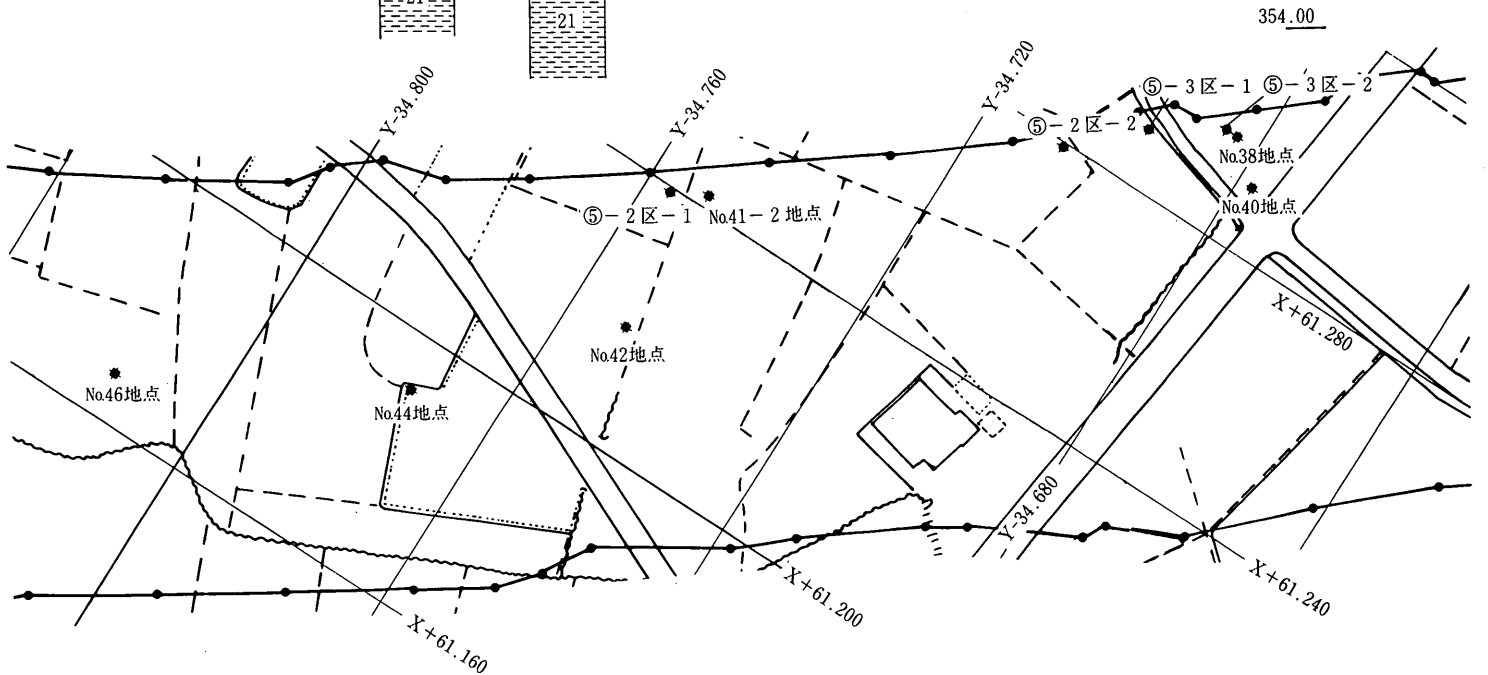 21
21
354.00
Y-34.800
Y-34.760
Y-34.720
⑤-3区-1 ⑤-3区-2
⑤-2区-2
No.38地点
⑤-2区-1 No.41-2地点
No.40地点
X+61.280
No.42地点
No.46地点
No.44地点
Y-34.680
X+61.160
X+61.200
X+61.240